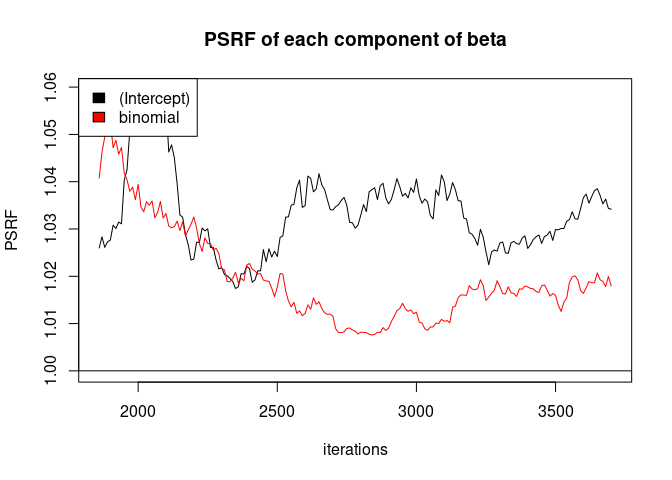 PSRF of each component of beta
(Intercept)
binomial
PSRF
1.06
1.05
1.04
1.03
1.02
1.01
1.00
2000 2500 3000 3500
iterations